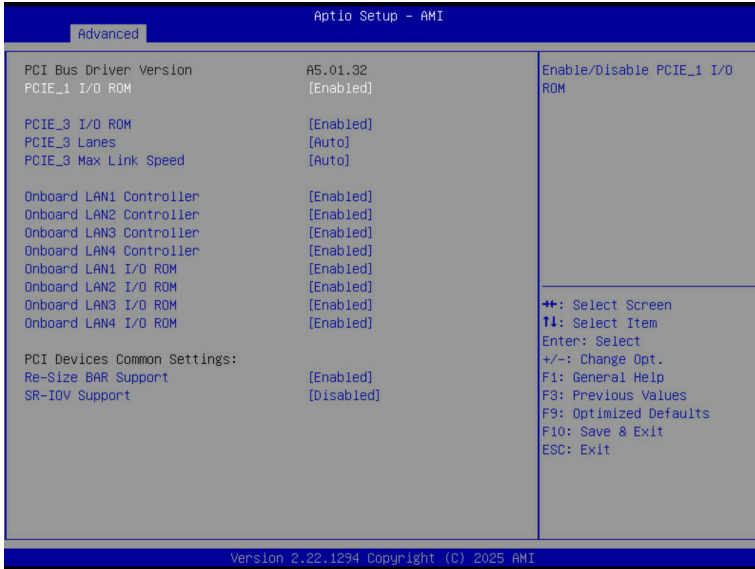 Aptio Setup – AMI
Advanced
PCI Bus Driver Version A5.01.32
PCIE_1 I/O ROM [Enabled]
PCIE_3 I/O ROM [Enabled]
PCIE_3 Lanes [Auto]
PCIE_3 Max Link Speed [Auto]
Onboard LAN1 Controller [Enabled]
Onboard LAN2 Controller [Enabled]
Onboard LAN3 Controller [Enabled]
Onboard LAN4 Controller [Enabled]
Onboard LAN1 I/O ROM [Enabled]
Onboard LAN2 I/O ROM [Enabled]
Onboard LAN3 I/O ROM [Enabled]
Onboard LAN4 I/O ROM [Enabled]
PCI Devices Common Settings:
Re-Size BAR Support [Enabled]
SR-IOV Support [Disabled]
Enable/Disable PCIE_1 I/O
ROM
→←: Select Screen
↑↓: Select Item
Enter: Select
+/-: Change Opt.
F1: General Help
F3: Previous Values
F9: Optimized Defaults
F10: Save & Exit
ESC: Exit
Version 2.22.1294 Copyright (C) 2025 AMI